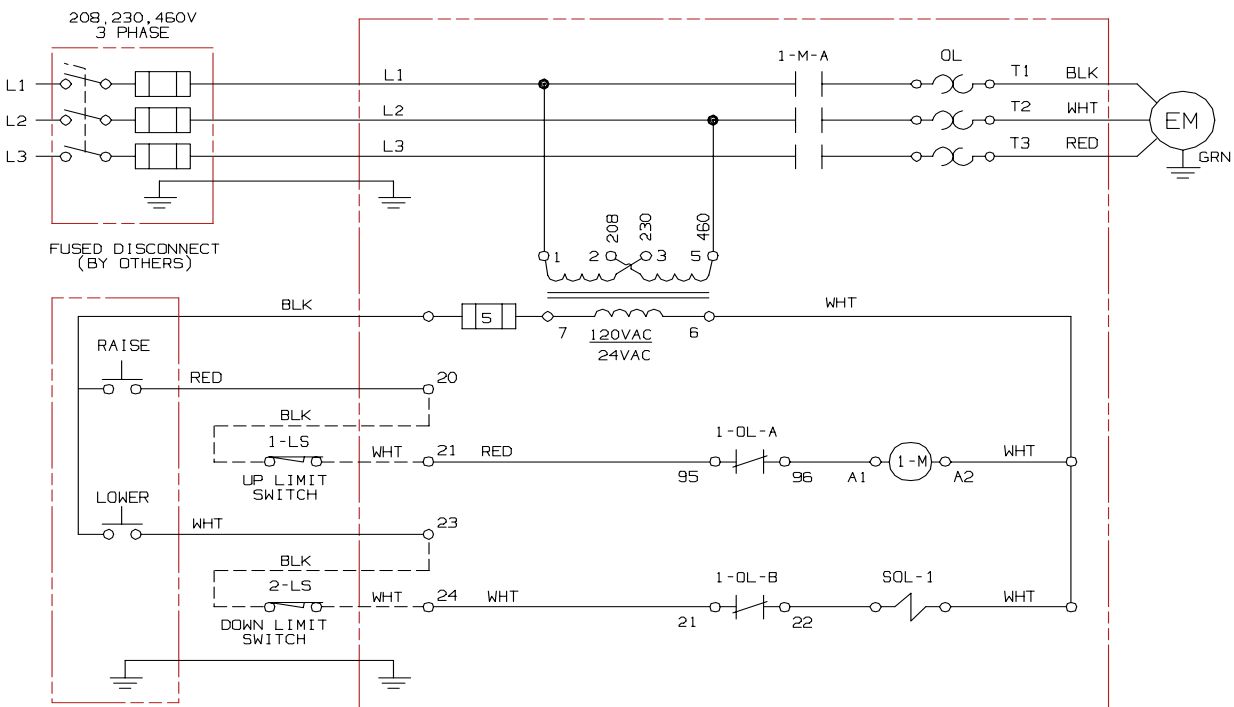 208,230,460V
3 PHASE
1-M-A
OL
L1
L1
T1
BLK
L2
L2
T2
WHT
EM
L3
L3
T3
RED
GRN
FUSED DISCONNECT
(BY OTHERS)
208
230
460
1
2
3
5
BLK
5
7
6
WHT
120VAC
24VAC
RAISE
RED
20
BLK
1-LS
WHT
21
RED
1-OL-A
95
96
A1
1-M
A2
WHT
UP LIMIT
SWITCH
LOWER
WHT
23
BLK
2-LS
WHT
24
WHT
1-OL-B
21
22
SOL-1
WHT
DOWN LIMIT
SWITCH